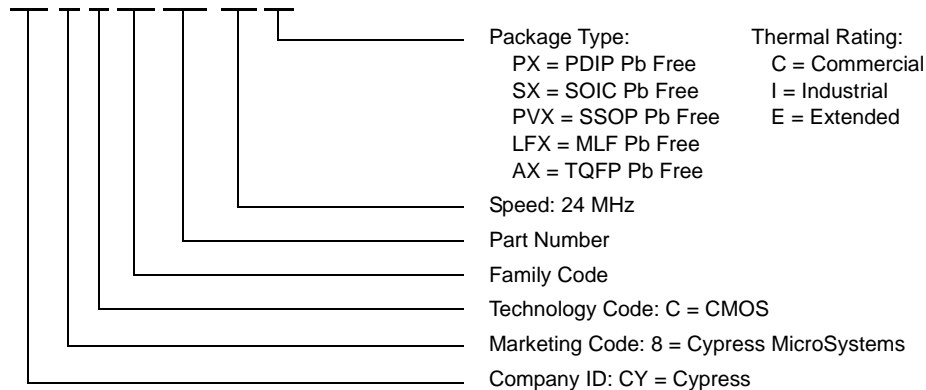 Package Type: Thermal Rating:
PX = PDIP Pb Free C = Commercial
SX = SOIC Pb Free I = Industrial
PVX = SSOP Pb Free E = Extended
LFX = MLF Pb Free
AX = TQFP Pb Free
Speed: 24 MHz
Part Number
Family Code
Technology Code: C = CMOS
Marketing Code: 8 = Cypress MicroSystems
Company ID: CY = Cypress